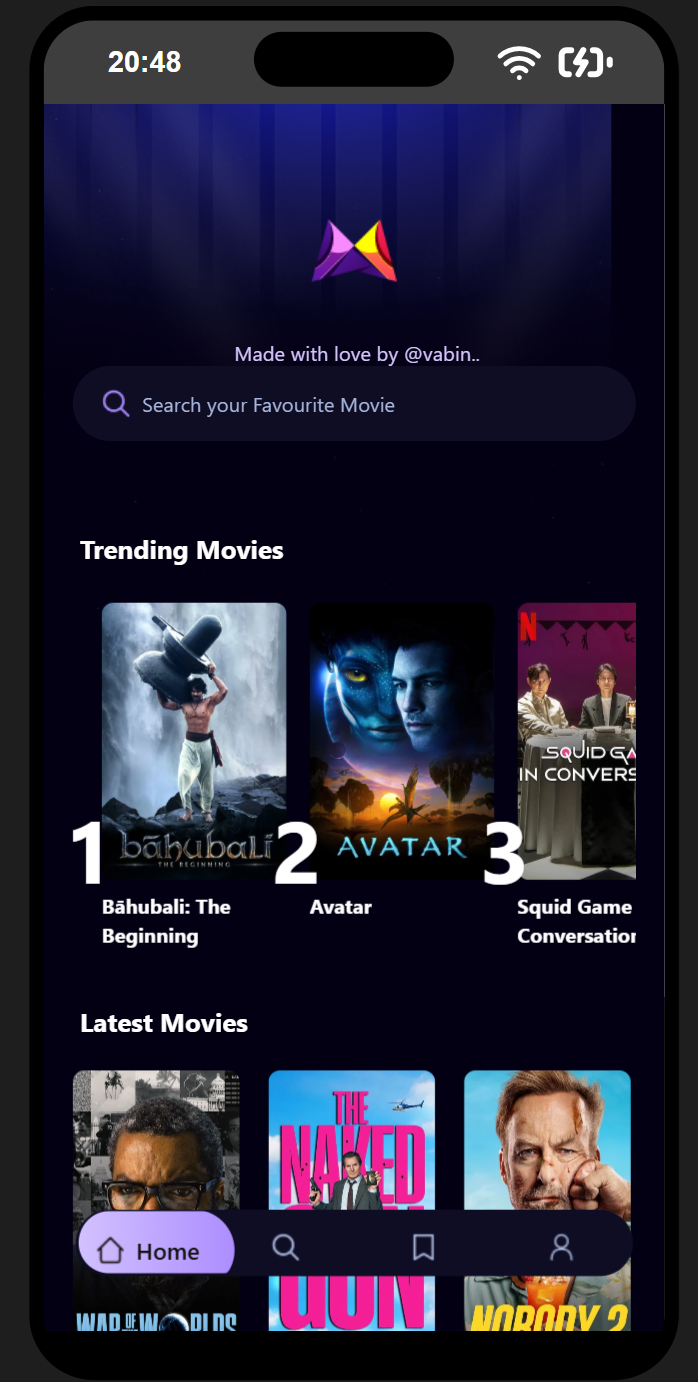 20:48
Made with love by @vabin..
Search your Favourite Movie
Trending Movies
N
SQUID GA
IN CONVERS
bāhubali
THE BEGINNING
AVATAR
1
2
3
Bāhubali: The
Beginning
Avatar
Squid Game
Conversation
Latest Movies
THE
NAKED
GUN
Home
WAR OF THE WORLDS
NOBODY 2